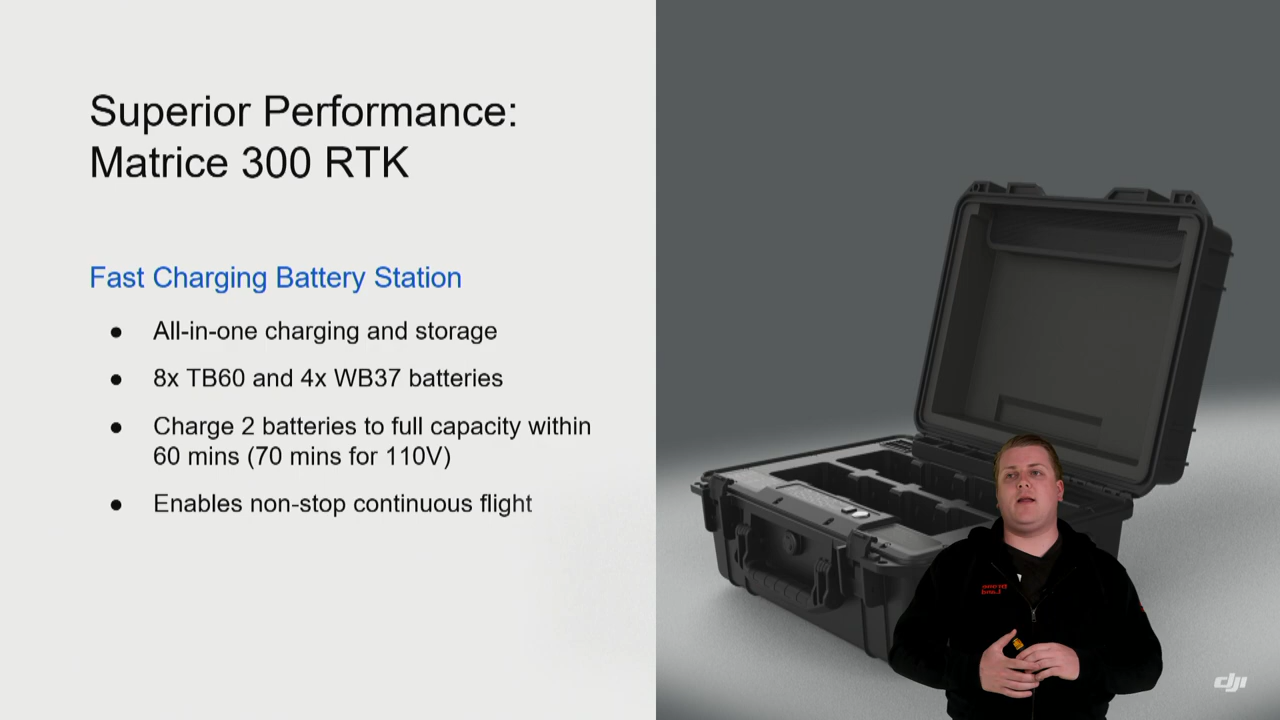 Superior Performance:
Matrice 300 RTK
Fast Charging Battery Station
● All-in-one charging and storage
● 8x TB60 and 4x WB37 batteries
● Charge 2 batteries to full capacity within
60 mins (70 mins for 110V)
● Enables non-stop continuous flight
dji